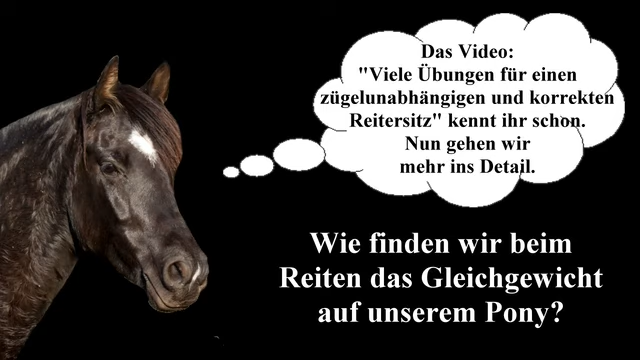 Das Video:
"Viele Übungen für einen
zügelunabhängigen und korrekten
Reitersitz" kennt ihr schon.
Nun gehen wir
mehr ins Detail.
Wie finden wir beim
Reiten das Gleichgewicht
auf unserem Pony?